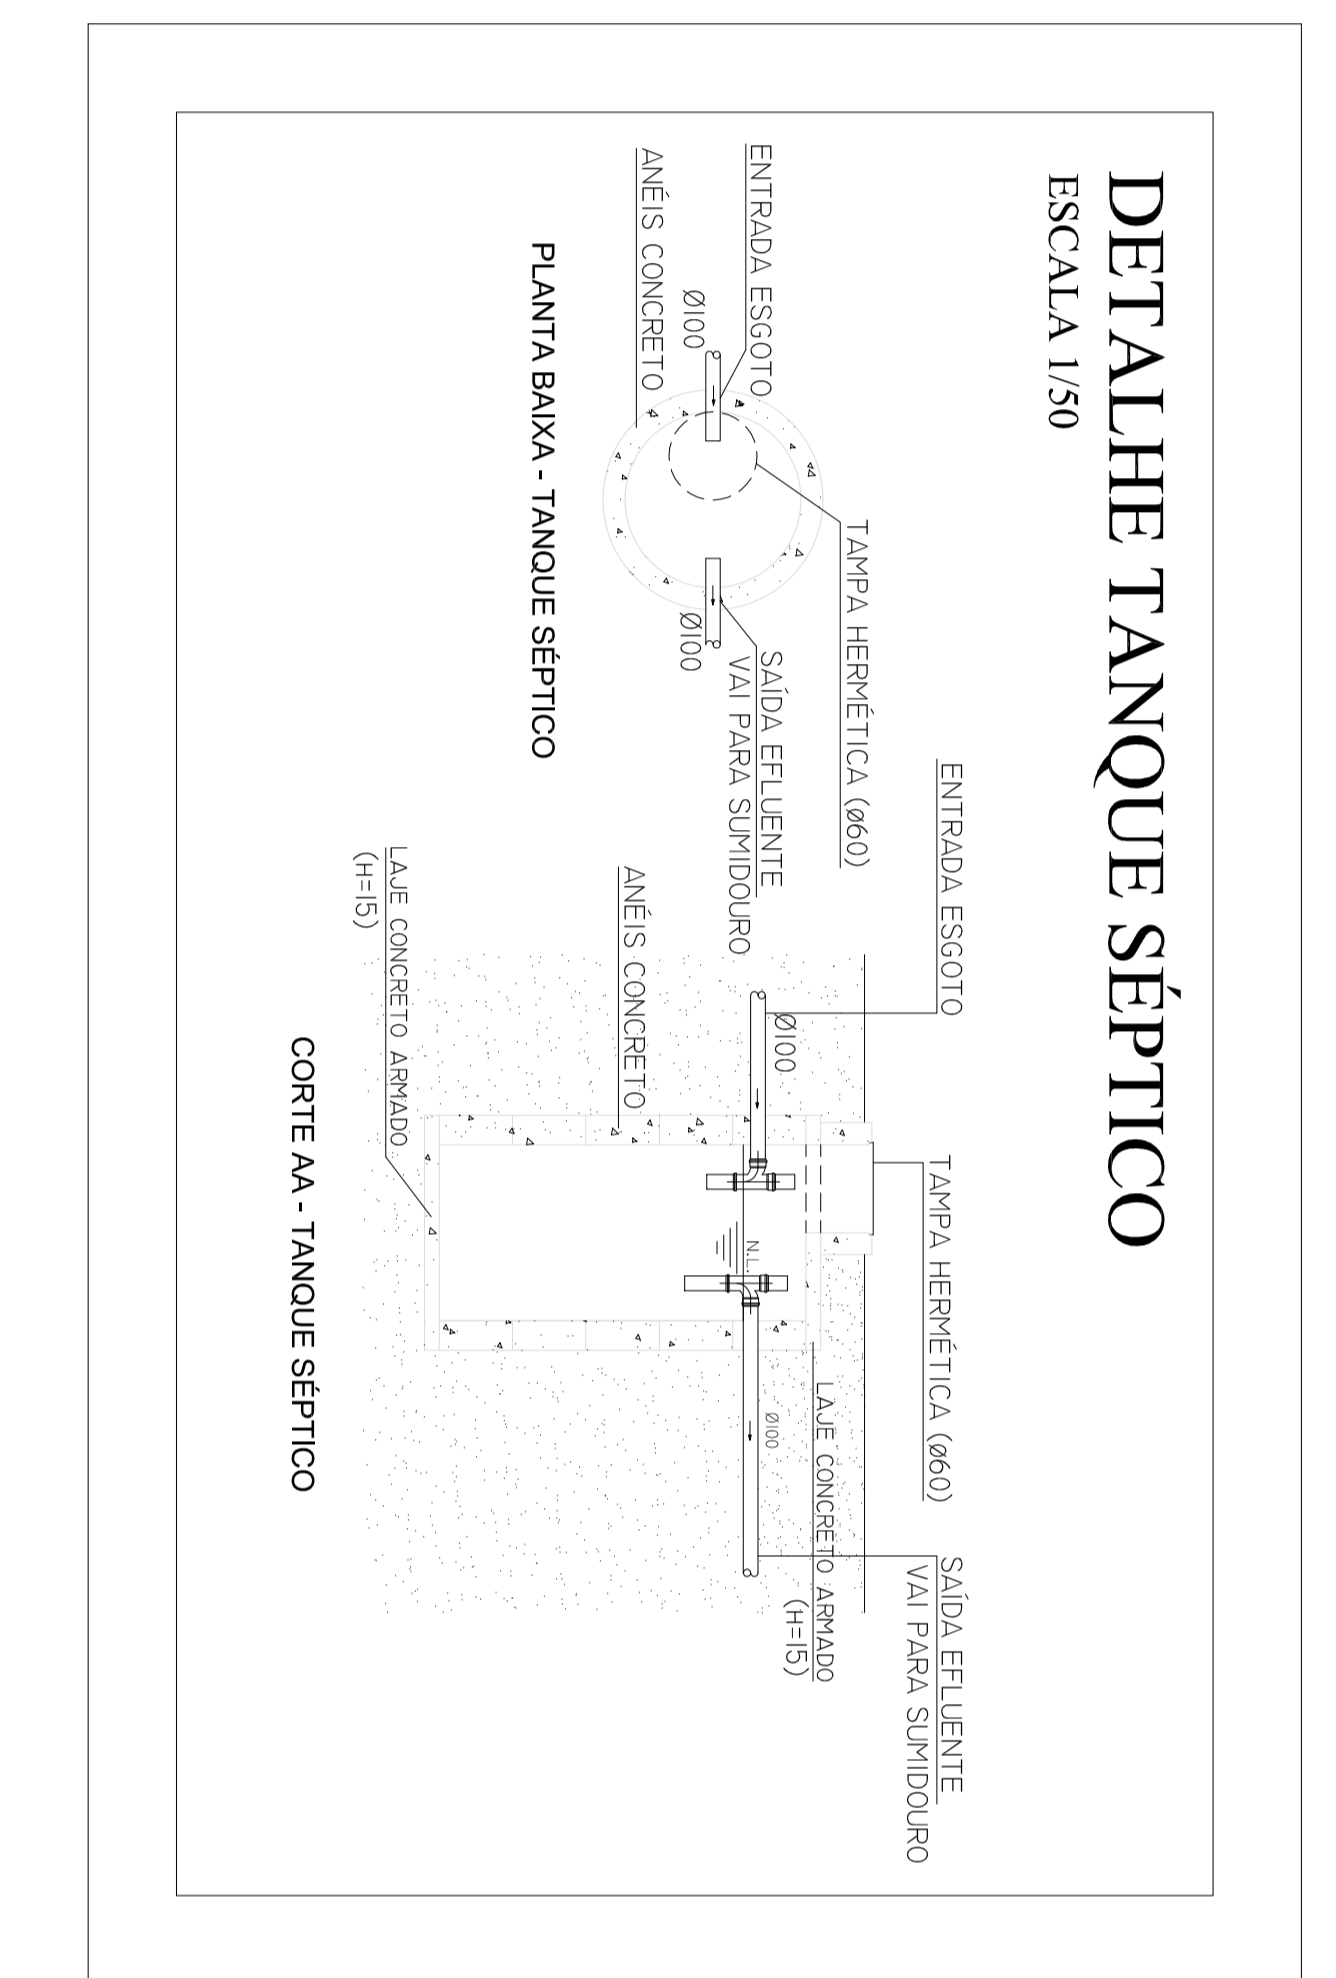 DETALHE TANQUE SÉPTICO
ESCALA 1/50
ENTRADA ESGOTO
ANÉIS CONCRETO
Ø100
TAMPA HERMÉTICA (Ø60)
SAÍDA EFLUENTE
VAI PARA SUMIDOURO
Ø100
PLANTA BAIXA - TANQUE SÉPTICO
ENTRADA ESGOTO
TAMPA HERMÉTICA (Ø60)
SAÍDA EFLUENTE
VAI PARA SUMIDOURO
Ø100
LAJE CONCRETO ARMADO
(H=15)
Ø100
N.L.
ANÉIS CONCRETO
LAJE CONCRETO ARMADO
(H=15)
CORTE AA - TANQUE SÉPTICO